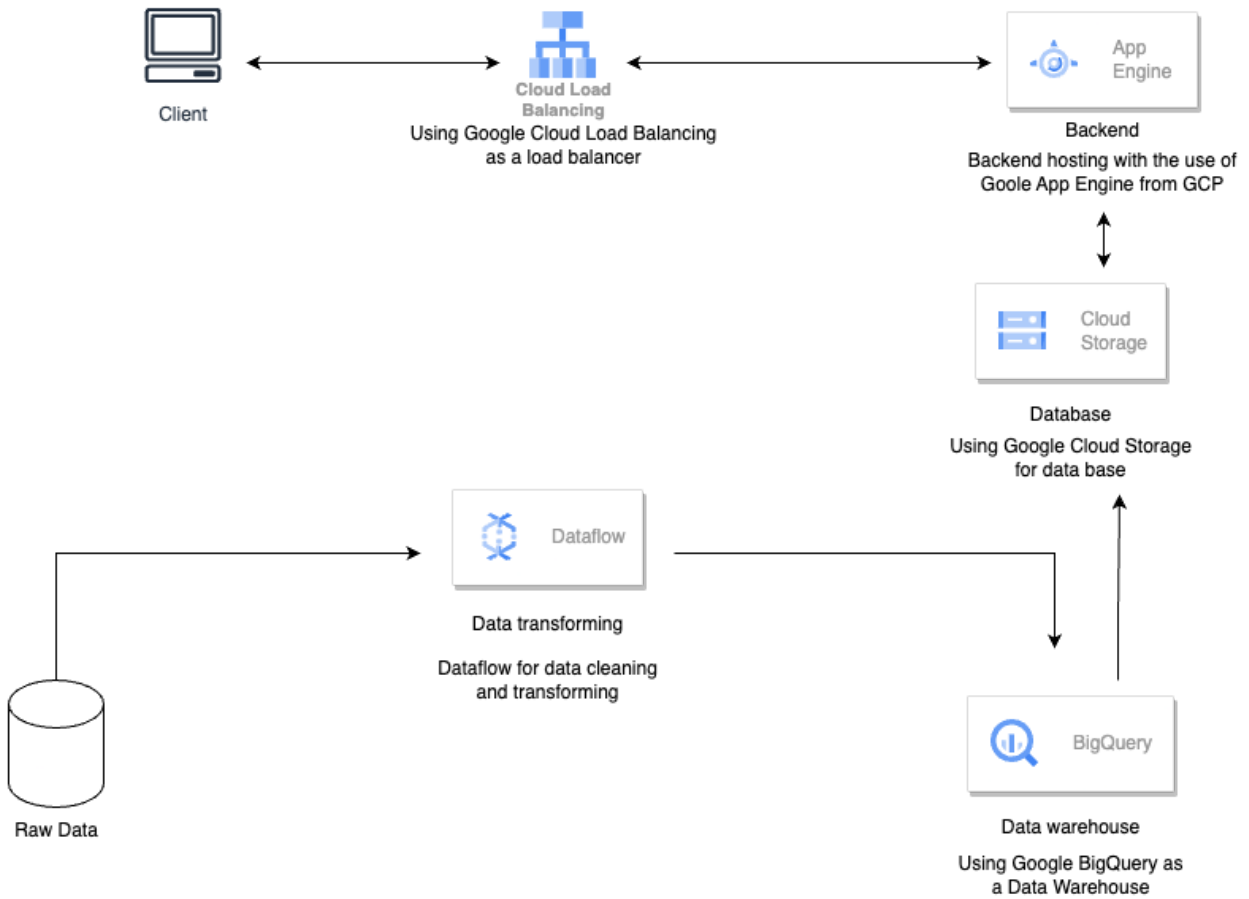 Client
Cloud Load
Balancing
Using Google Cloud Load Balancing
as a load balancer
App
Engine
Backend
Backend hosting with the use of
Goole App Engine from GCP
Cloud
Storage
Database
Using Google Cloud Storage
for data base
Dataflow
Data transforming
Dataflow for data cleaning
and transforming
Raw Data
BigQuery
Data warehouse
Using Google BigQuery as
a Data Warehouse